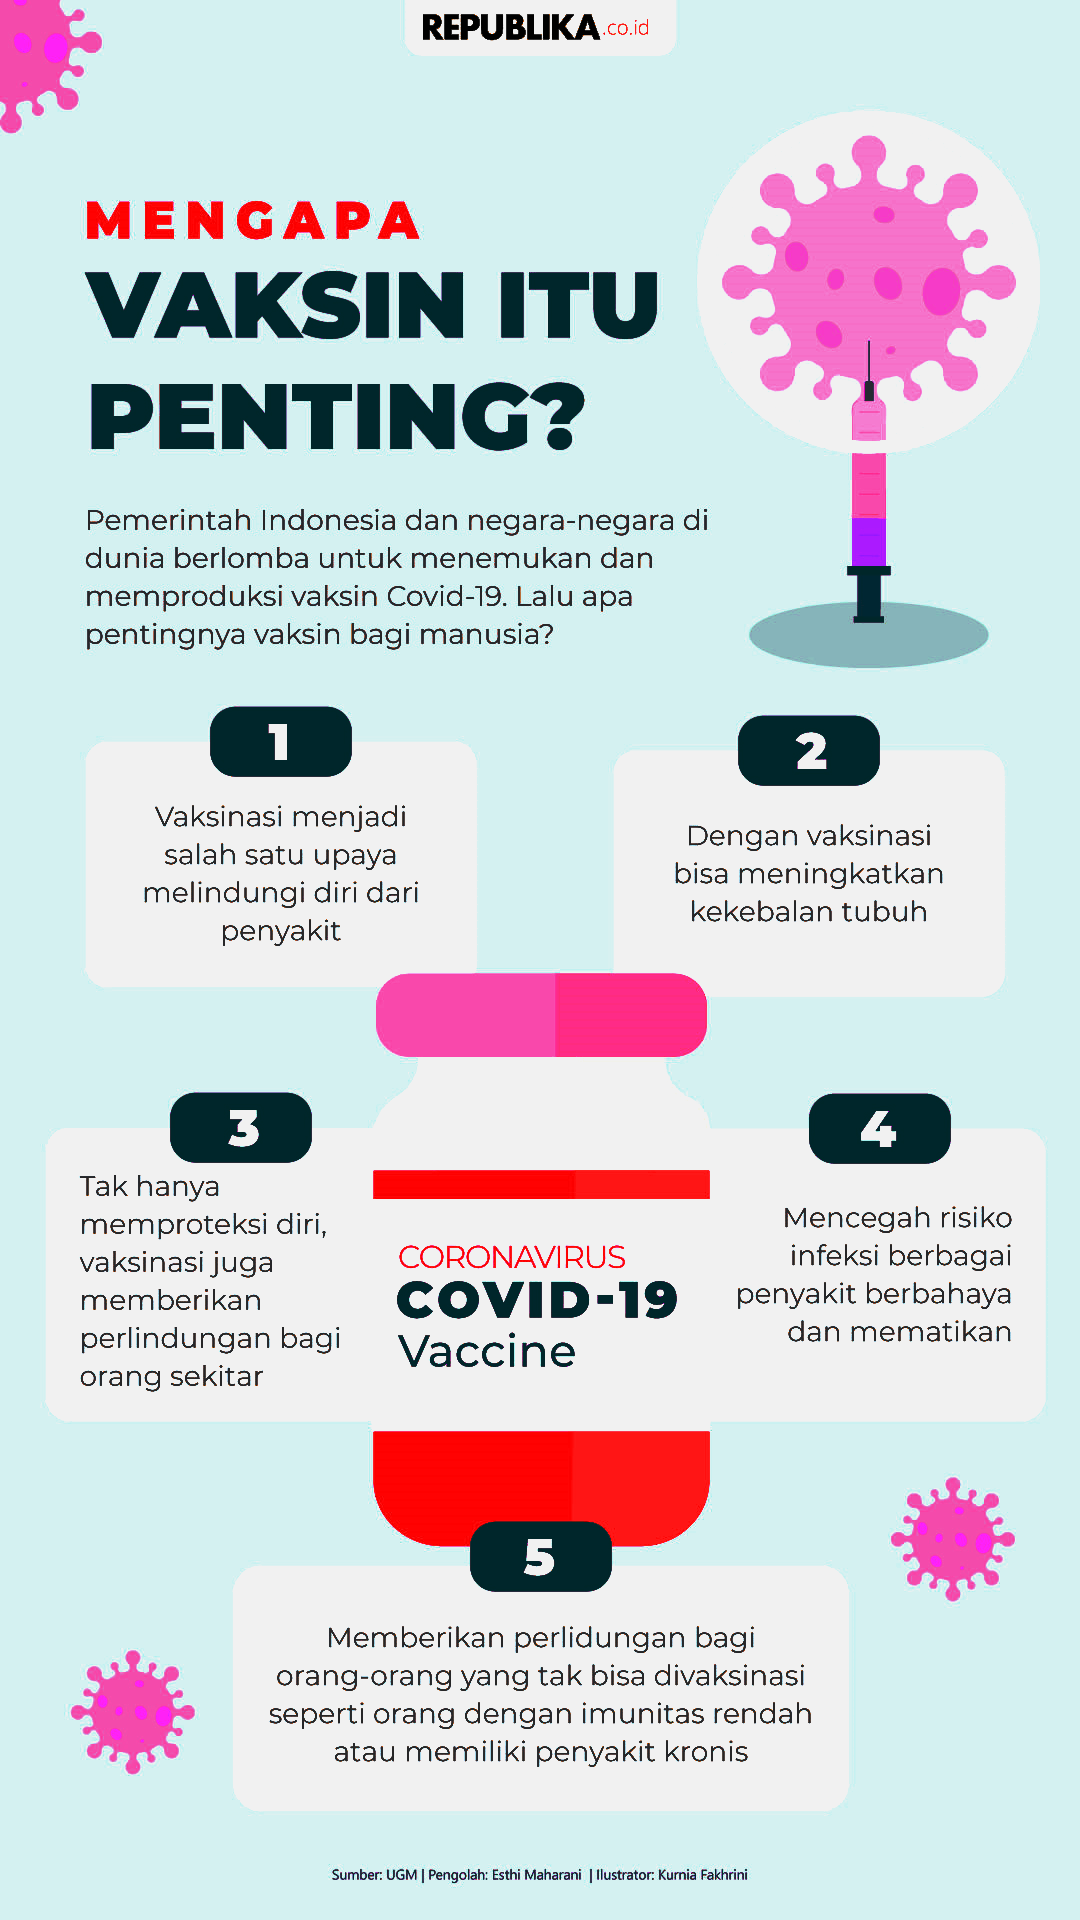 REPUBLIKA.co.id
MENGAPA
VAKSIN ITU
PENTING?
Pemerintah Indonesia dan negara-negara di
dunia berlomba untuk menemukan dan
memproduksi vaksin Covid-19. Lalu apa
pentingnya vaksin bagi manusia?
1
Vaksinasi menjadi
salah satu upaya
melindungi diri dari
penyakit
2
Dengan vaksinasi
bisa meningkatkan
kekebalan tubuh
3
Tak hanya
memproteksi diri,
vaksinasi juga
memberikan
perlindungan bagi
orang sekitar
CORONAVIRUS
COVID-19
Vaccine
4
Mencegah risiko
infeksi berbagai
penyakit berbahaya
dan mematikan
5
Memberikan perlidungan bagi
orang-orang yang tak bisa divaksinasi
seperti orang dengan imunitas rendah
atau memiliki penyakit kronis
Sumber: UGM | Pengolah: Esthi Maharani | Ilustrator: Kurnia Fakhrini